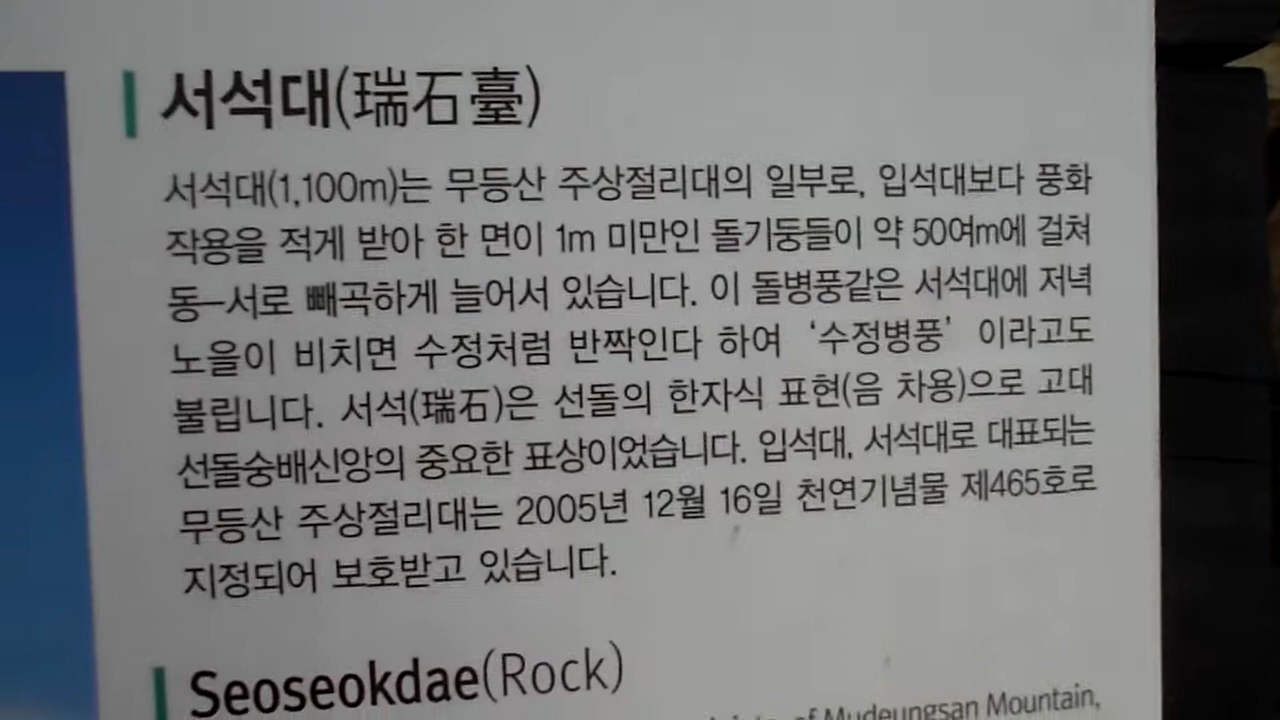 서석대(瑞石臺)
서석대(1,100m)는 무등산 주상절리대의 일부로, 입석대보다 풍화
작용을 적게 받아 한 면이 1m 미만인 돌기둥들이 약 50여m에 걸쳐
동-서로 빼곡하게 늘어서 있습니다. 이 돌병풍같은 서석대에 저녁
노을이 비치면 수정처럼 반짝인다 하여 '수정병풍' 이라고도
불립니다. 서석(瑞石)은 선돌의 한자식 표현(음 차용)으로 고대
선돌숭배신앙의 중요한 표상이었습니다. 입석대, 서석대로 대표되는
무등산 주상절리대는 2005년 12월 16일 천연기념물 제465호로
지정되어 보호받고 있습니다.
Seoseokdae(Rock)
of Mudeungsan Mountain,